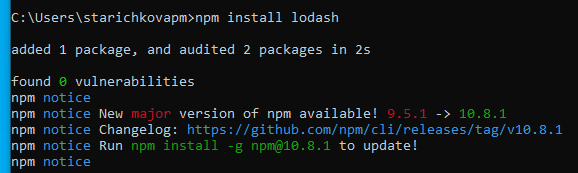 C:\Users\starichkovapm>npm install lodash
added 1 package, and audited 2 packages in 2s
found 0 vulnerabilities
npm notice
npm notice New major version of npm available! 9.5.1 -> 10.8.1
npm notice Changelog: https://github.com/npm/cli/releases/tag/v10.8.1
npm notice Run npm install -g npm@10.8.1 to update!
npm notice